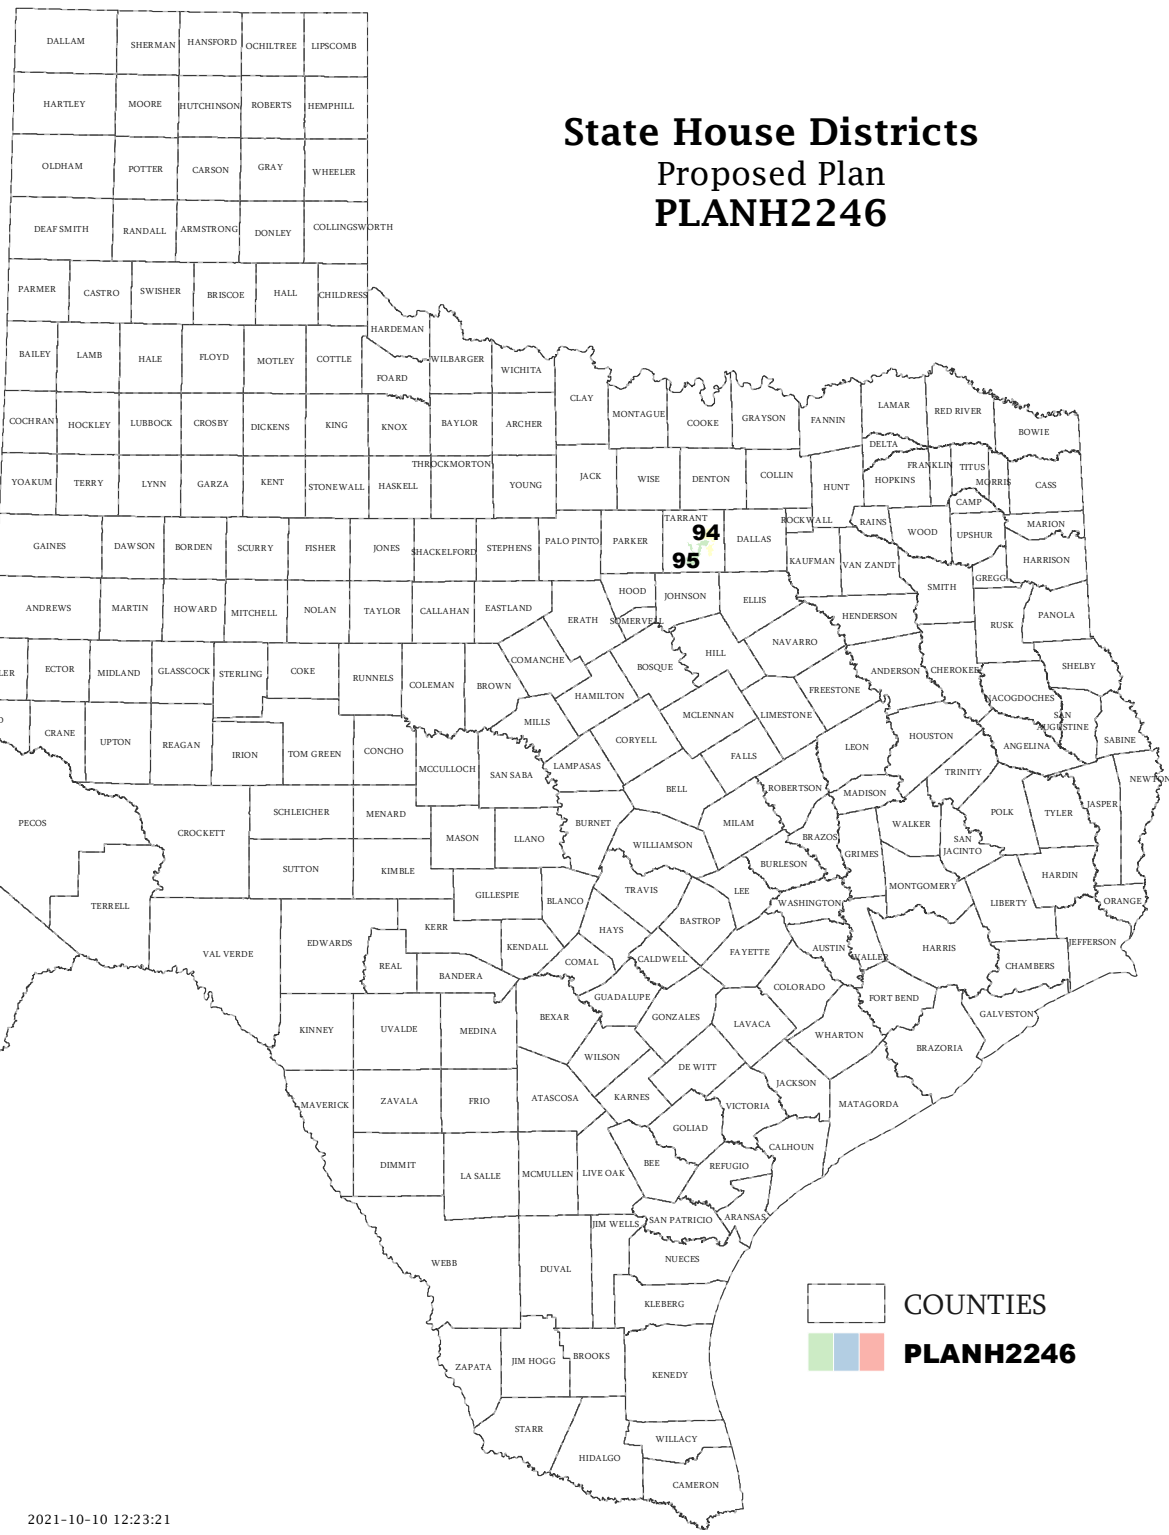 State House Districts
Proposed Plan
PLANH2246
DALLAM
SHERMAN
HANSFORD
OCHILTREE
LIPSCOMB
HARTLEY
MOORE
HUTCHINSON
ROBERTS
HEMPHILL
OLDHAM
POTTER
CARSON
GRAY
WHEELER
DEAF SMITH
RANDALL
ARMSTRONG
DONLEY
COLLINGSWORTH
PARMER
CASTRO
SWISHER
BRISCOE
HALL
CHILDRESS
HARDEMAN
BAILEY
LAMB
HALE
FLOYD
MOTLEY
COTTLE
FOARD
WILBARGER
WICHITA
CLAY
MONTAGUE
COOKE
GRAYSON
FANNIN
LAMAR
RED RIVER
BOWIE
COCHRAN
HOCKLEY
LUBBOCK
CROSBY
DICKENS
KING
KNOX
BAYLOR
ARCHER
DELTA
FRANKLIN
TITUS
MORRIS
CASS
YOAKUM
TERRY
LYNN
GARZA
KENT
STONEWALL
HASKELL
THROCKMORTON
YOUNG
JACK
WISE
DENTON
COLLIN
HUNT
HOPKINS
CAMP
GAINES
DAWSON
BORDEN
SCURRY
FISHER
JONES
SHACKELFORD
STEPHENS
PALO PINTO
PARKER
TARRANT
94
95
DALLAS
ROCKWALL
RAINS
WOOD
UPSHUR
MARION
HARRISON
KAUFMAN
VAN ZANDT
SMITH
GREGG
ANDREWS
MARTIN
HOWARD
MITCHELL
NOLAN
TAYLOR
CALLAHAN
EASTLAND
ERATH
HOOD
SOMERVELL
JOHNSON
ELLIS
HENDERSON
RUSK
PANOLA
LER
ECTOR
MIDLAND
GLASSCOCK
STERLING
COKE
RUNNELS
COLEMAN
BROWN
COMANCHE
HAMILTON
BOSQUE
HILL
NAVARRO
FREESTONE
ANDERSON
CHEROKEE
NACOGDOCHES
SHELBY
CRANE
UPTON
REAGAN
IRION
TOM GREEN
CONCHO
MCCULLOCH
SAN SABA
MILLS
LAMPASAS
CORYELL
MCLENNAN
LIMESTONE
FALLS
LEON
HOUSTON
ANGELINA
SAN
AUGUSTINE
SABINE
PECOS
CROCKETT
SCHLEICHER
MENARD
MASON
LLANO
BURNET
BELL
MILAM
ROBERTSON
MADISON
TRINITY
POLK
TYLER
JASPER
NEWTON
TERRELL
SUTTON
KIMBLE
GILLESPIE
BLANCO
WILLIAMSON
TRAVIS
LEE
BURLESON
BRAZOS
GRIMES
WALKER
SAN
JACINTO
HARDIN
VAL VERDE
EDWARDS
REAL
KERR
KENDALL
BANDERA
COMAL
HAYS
CALDWELL
BASTROP
FAYETTE
WASHINGTON
AUSTIN
WALLER
MONTGOMERY
LIBERTY
ORANGE
JEFFERSON
HARRIS
CHAMBERS
KINNEY
UVALDE
MEDINA
BEXAR
GUADALUPE
GONZALES
LAVACA
COLORADO
FORT BEND
GALVESTON
WHARTON
BRAZORIA
WILSON
DE WITT
JACKSON
MAVERICK
ZAVALA
FRIO
ATASCOSA
KARNES
VICTORIA
MATAGORDA
GOLIAD
CALHOUN
DIMMIT
LA SALLE
MCMULLEN
LIVE OAK
BEE
REFUGIO
ARANSAS
SAN PATRICIO
JIM WELLS
NUECES
WEBB
DUVAL
KLEBERG
ZAPATA
JIM HOGG
BROOKS
KENEDY
STARR
HIDALGO
WILLACY
CAMERON
COUNTIES
PLANH2246
2021-10-10 12:23:21